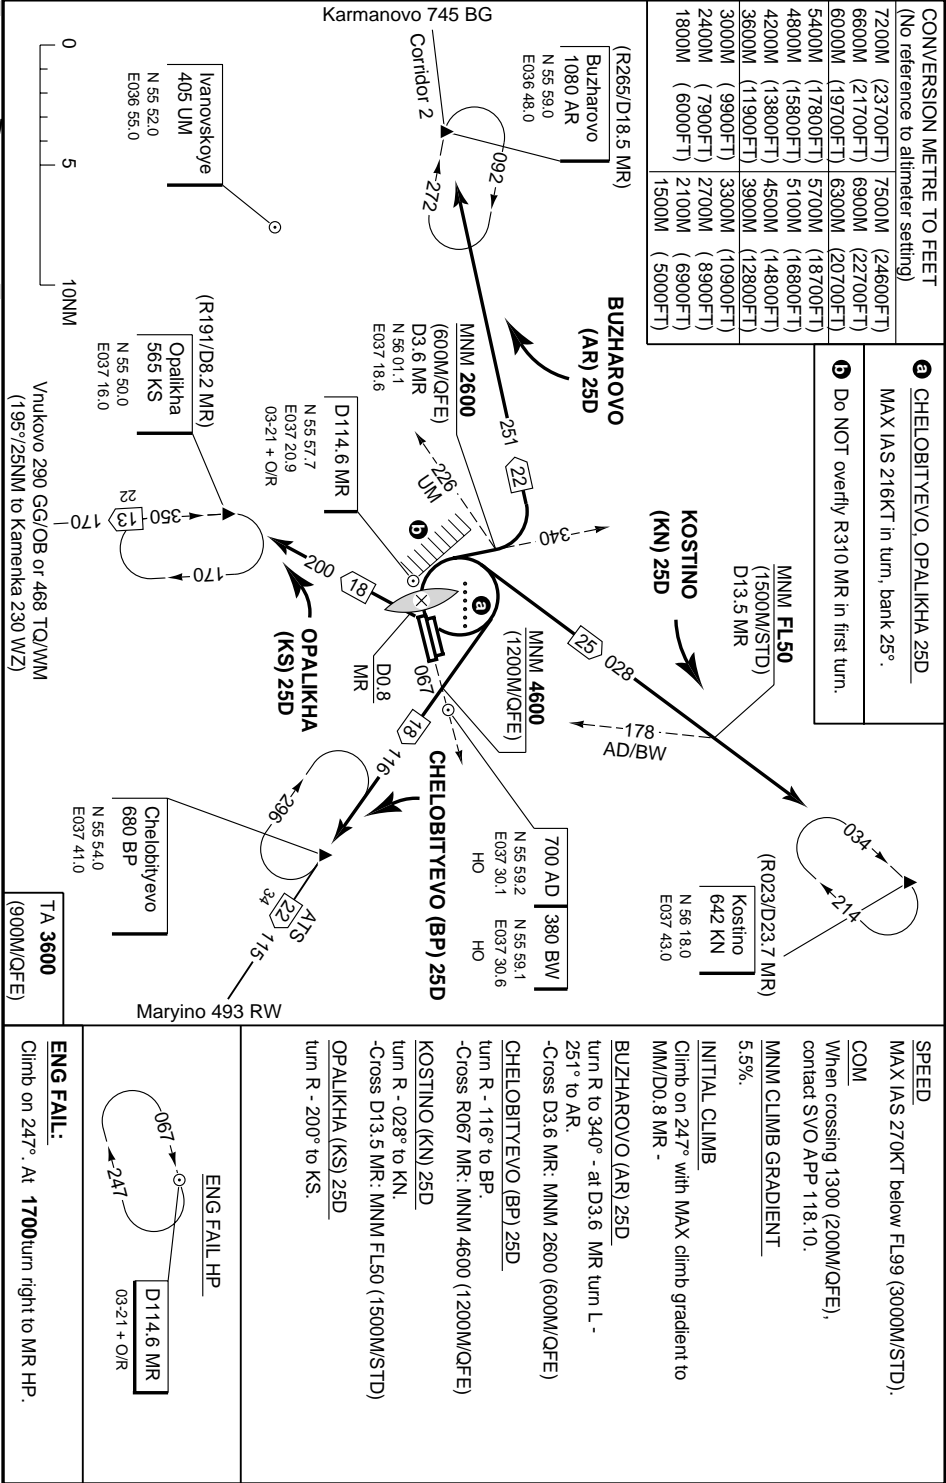 CONVERSION METRE TO FEET
(No reference to altimeter setting)
7200M (23700FT) 7500M (24600FT)
6600M (21700FT) 6900M (22700FT)
6000M (19700FT) 6300M (20700FT)
5400M (17800FT) 5700M (18700FT)
4800M (15800FT) 5100M (16800FT)
4200M (13800FT) 4500M (14800FT)
3600M (11900FT) 3900M (12800FT)
3000M ( 9900FT) 3300M (10900FT)
2400M ( 7900FT) 2700M ( 8900FT)
1800M ( 6000FT) 2100M ( 6900FT)
1500M ( 5000FT)
a CHELOBITYEVO, OPALIKHA 25D
MAX IAS 216KT in turn, bank 25°.
b Do NOT overfly R310 MR in first turn.
MNM FL50
(1500M/STD)
D13.5 MR
(R023/D23.7 MR)
Kostino
642 KN
N 56 18.0
E037 43.0
034
214
KOSTINO
(KN) 25D
25
028
178
AD/BW
Karmanovo 745 BG
Corridor 2
(R265/D18.5 MR)
Buzharovo
1080 AR
N 55 59.0
E036 48.0
092
272
BUZHAROVO
(AR) 25D
251
22
340
226
UM
MNM 2600
(600M/QFE)
D3.6 MR
N 56 01.1
E037 18.6
D114.6 MR
N 55 57.7
E037 20.9
03-21 + O/R
b
a
MNM 4600
(1200M/QFE)
067
D0.8
MR
700 AD
N 55 59.2
E037 30.1
HO
380 BW
N 55 59.1
E037 30.6
HO
CHELOBITYEVO (BP) 25D
18
116
296
Chelobityevo
680 BP
N 55 54.0
E037 41.0
ATS
22
34
115
Maryino 493 RW
OPALIKHA
(KS) 25D
18
200
(R191/D8.2 MR)
Opalikha
565 KS
N 55 50.0
E037 16.0
350
13
22
170
170
Vnukovo 290 GG/OB or 468 TQ/WM
(195°/25NM to Kamenka 230 WZ)
Ivanovskoye
405 UM
N 55 52.0
E036 55.0
0
5
10NM
TA 3600
(900M/QFE)
SPEED
MAX IAS 270KT below FL99 (3000M/STD).
COM
When crossing 1300 (200M/QFE),
contact SVO APP 118.10.
MNM CLIMB GRADIENT
5.5%.
INITIAL CLIMB
Climb on 247° with MAX climb gradient to
MM/D0.8 MR -
BUZHAROVO (AR) 25D
turn R to 340° - at D3.6 MR turn L -
251° to AR.
-Cross D3.6 MR: MNM 2600 (600M/QFE)
CHELOBITYEVO (BP) 25D
turn R - 116° to BP.
-Cross R067 MR: MNM 4600 (1200M/QFE)
KOSTINO (KN) 25D
turn R - 028° to KN.
-Cross D13.5 MR: MNM FL50 (1500M/STD)
OPALIKHA (KS) 25D
turn R - 200° to KS.
ENG FAIL HP
067
247
D114.6 MR
03-21 + O/R
ENG FAIL:
Climb on 247°. At 1700turn right to MR HP.